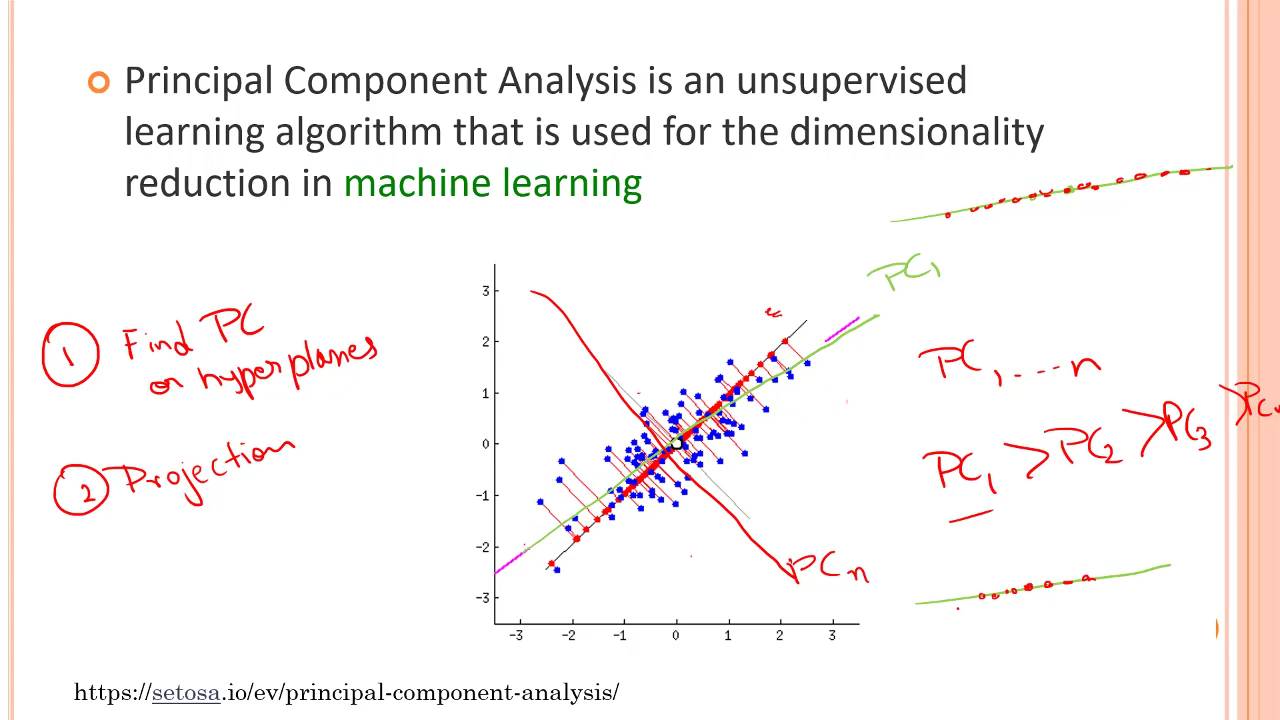 Principal Component Analysis is an unsupervised
learning algorithm that is used for the dimensionality
reduction in machine learning
PC1
1 Find PC
or hyperplanes
2 Projection
3
2
1
0
-1
-2
-3
-3 -2 -1 0 1 2 3
PCn
PC1, ... n
PC1 > PC2 > PC3 >
https://setosa.io/ev/principal-component-analysis/